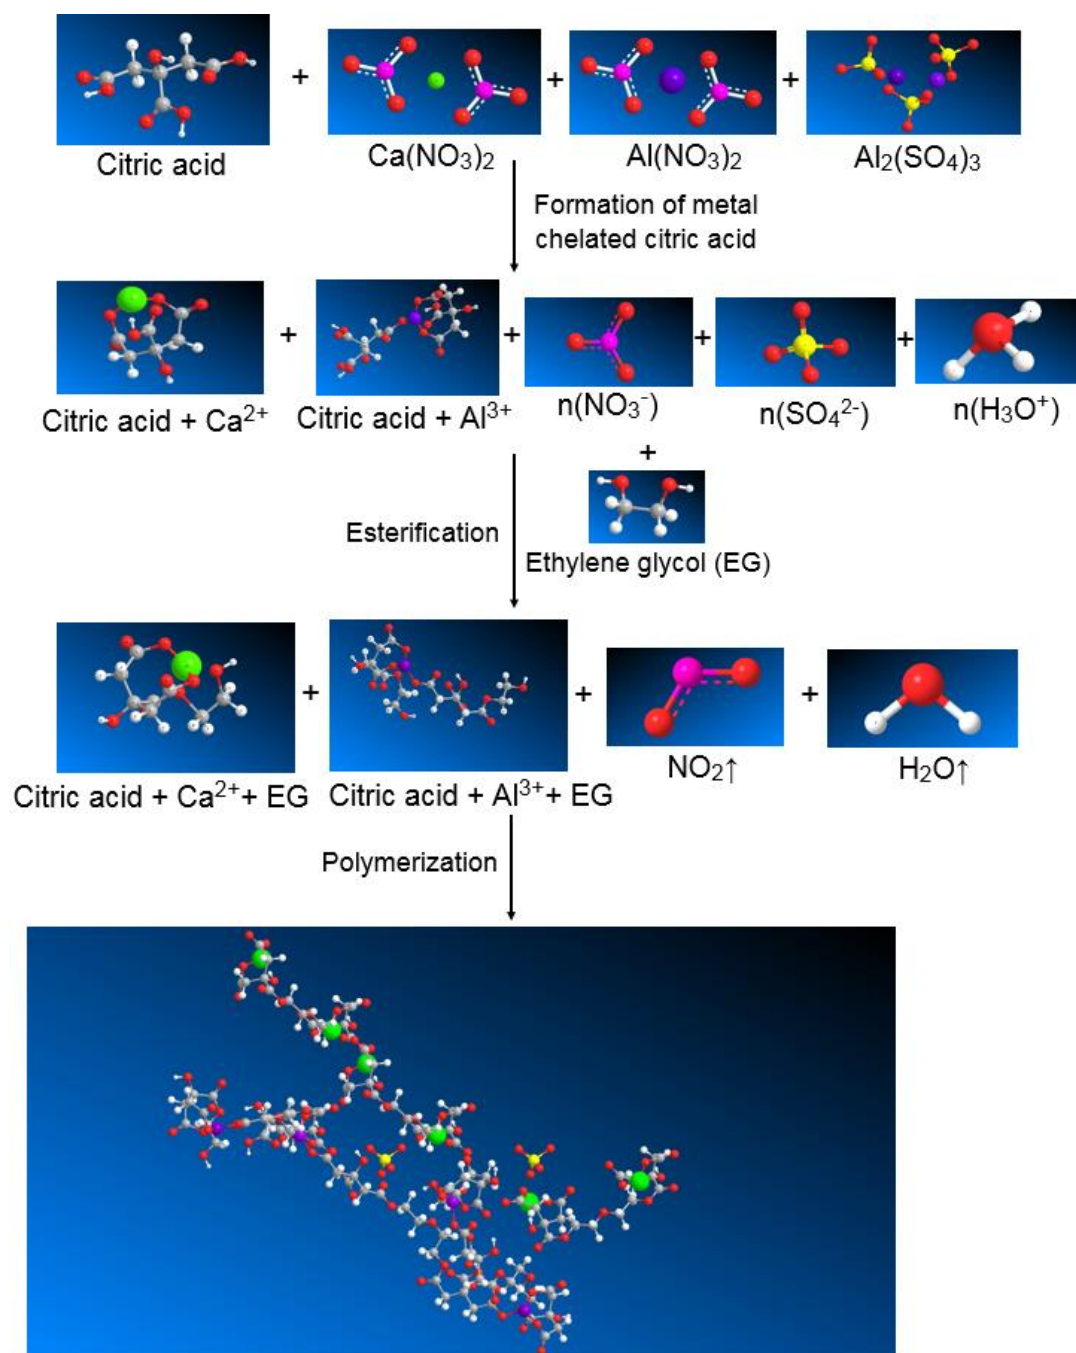 + + +
Citric acid Ca(NO₃)₂ Al(NO₃)₂ Al₂(SO₄)₃
Formation of metal
chelated citric acid
+ + + +
Citric acid + Ca²⁺ Citric acid + Al³⁺ n(NO₃⁻) n(SO₄²⁻) n(H₃O⁺)
+
Esterification
Ethylene glycol (EG)
+ + +
Citric acid + Ca²⁺+ EG Citric acid + Al³⁺+ EG NO₂↑ H₂O↑
Polymerization